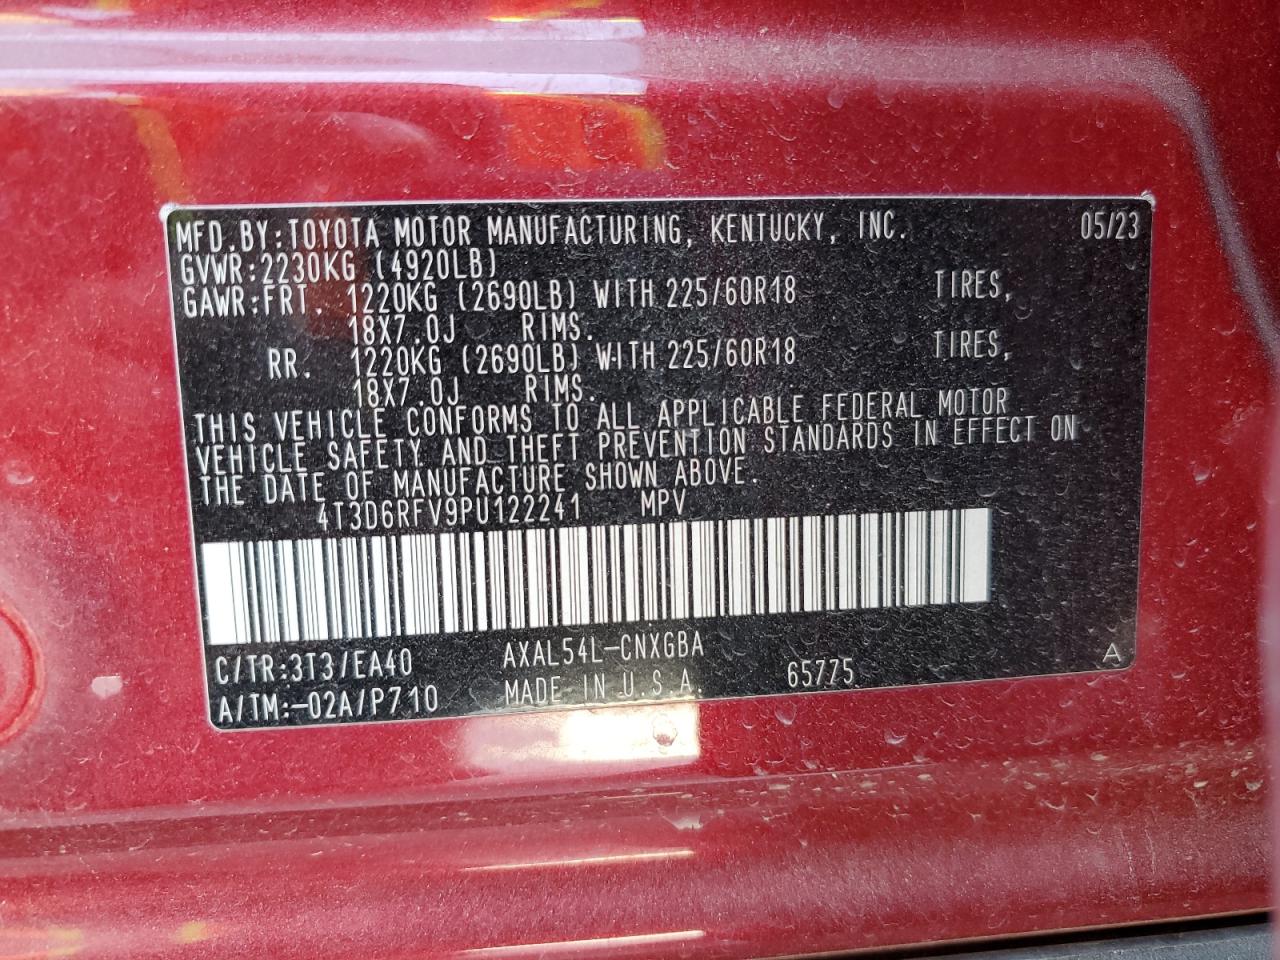 MFD.BY:TOYOTA MOTOR MANUFACTURING, KENTUCKY, INC. 05/23
GVWR:2230KG (4920LB)
GAWR:FRT. 1220KG (2690LB) WITH 225/60R18 TIRES,
18X7.0J RIMS.
RR. 1220KG (2690LB) WITH 225/60R18 TIRES,
18X7.0J RIMS.
THIS VEHICLE CONFORMS TO ALL APPLICABLE FEDERAL MOTOR
VEHICLE SAFETY AND THEFT PREVENTION STANDARDS IN EFFECT ON
THE DATE OF MANUFACTURE SHOWN ABOVE.
4T3D6RFV9PU122241 MPV
C/TR:3T3/EA40 AXAL54L-CNXGBA A
A/TM:-02A/P710 MADE IN U.S.A. 65775